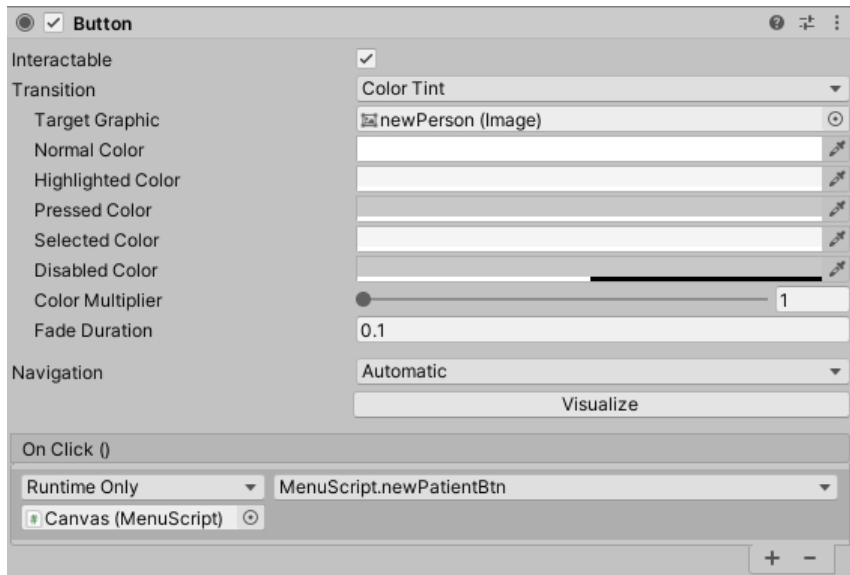 Button
Interactable
Transition Color Tint
Target Graphic newPerson (Image)
Normal Color
Highlighted Color
Pressed Color
Selected Color
Disabled Color
Color Multiplier 1
Fade Duration 0.1
Navigation Automatic
Visualize
On Click ()
Runtime Only MenuScript.newPatientBtn
Canvas (MenuScript)